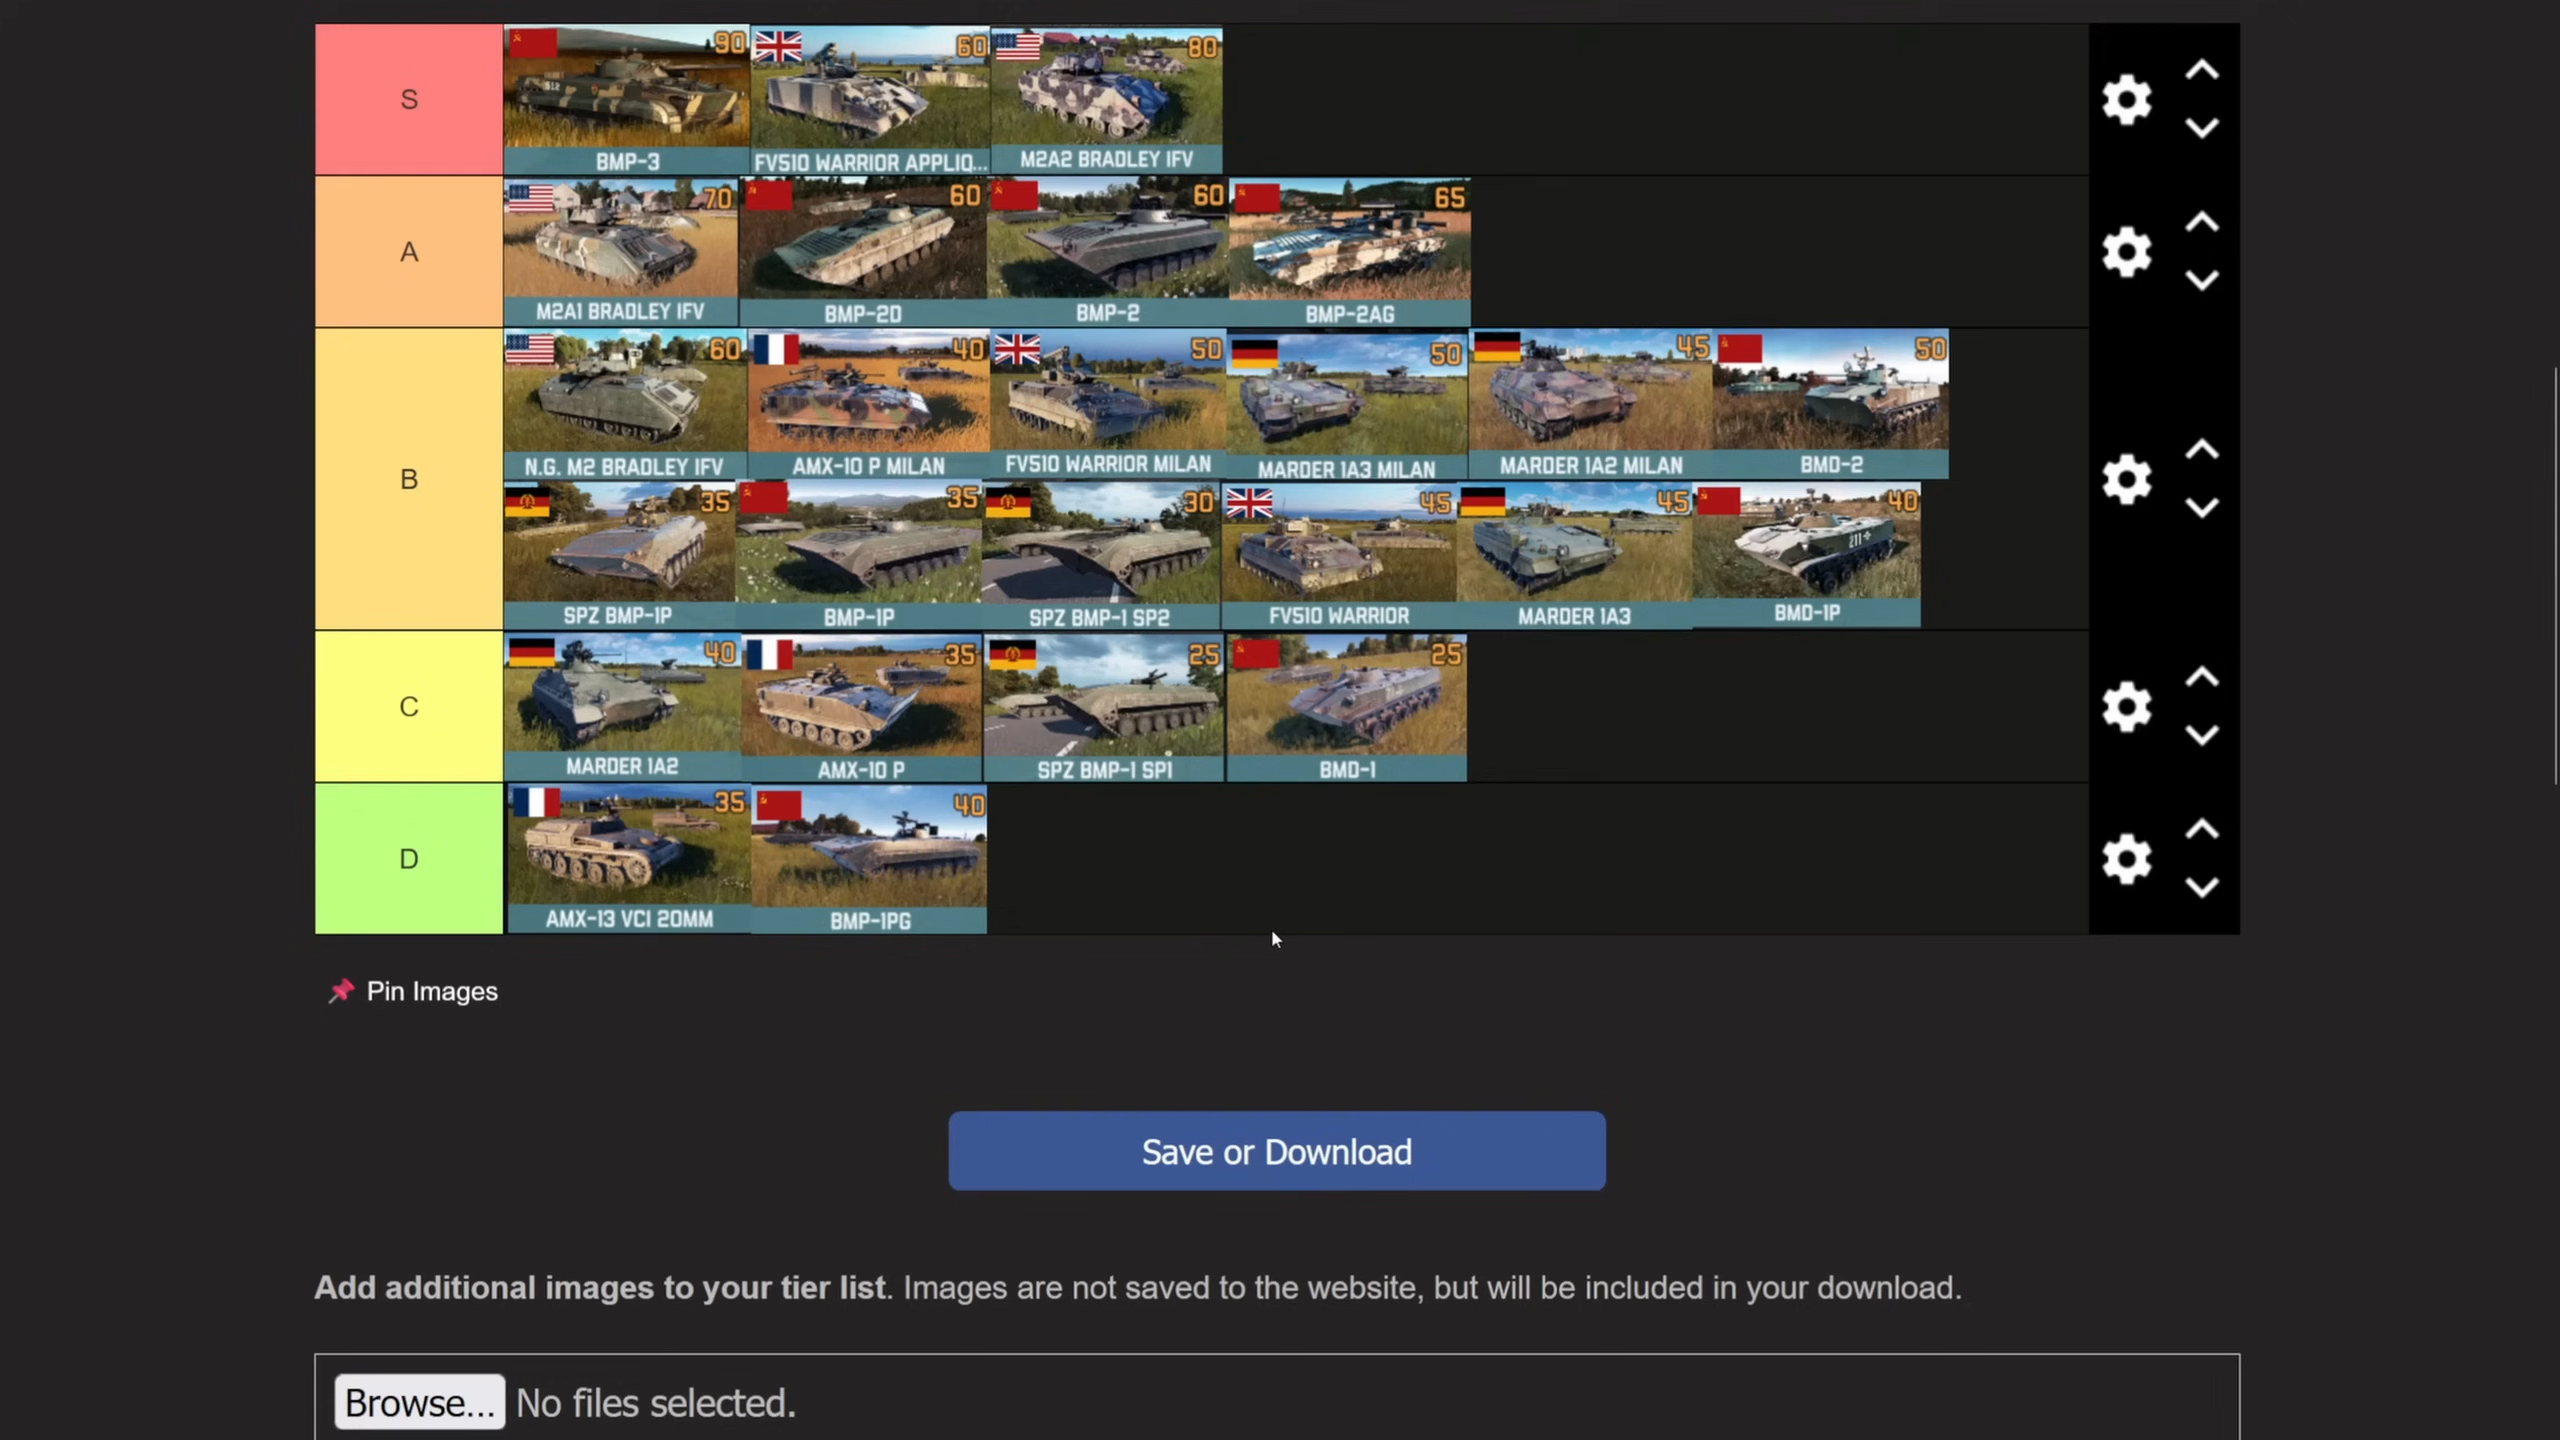 S
90
BMP-3
60
FV510 WARRIOR APPLIQ...
80
M2A2 BRADLEY IFV
A
70
M2A1 BRADLEY IFV
60
BMP-2D
60
BMP-2
65
BMP-2AG
B
60
N.G. M2 BRADLEY IFV
40
AMX-10 P MILAN
50
FV510 WARRIOR MILAN
50
MARDER 1A3 MILAN
45
MARDER 1A2 MILAN
50
BMD-2
35
SPZ BMP-1P
35
BMP-1P
30
SPZ BMP-1 SP2
45
FV510 WARRIOR
45
MARDER 1A3
40
BMD-1P
C
40
MARDER 1A2
35
AMX-10 P
25
SPZ BMP-1 SP1
25
BMD-1
D
35
AMX-13 VCI 20MM
40
BMP-1PG
Pin Images
Save or Download
Add additional images to your tier list. Images are not saved to the website, but will be included in your download.
Browse... No files selected.